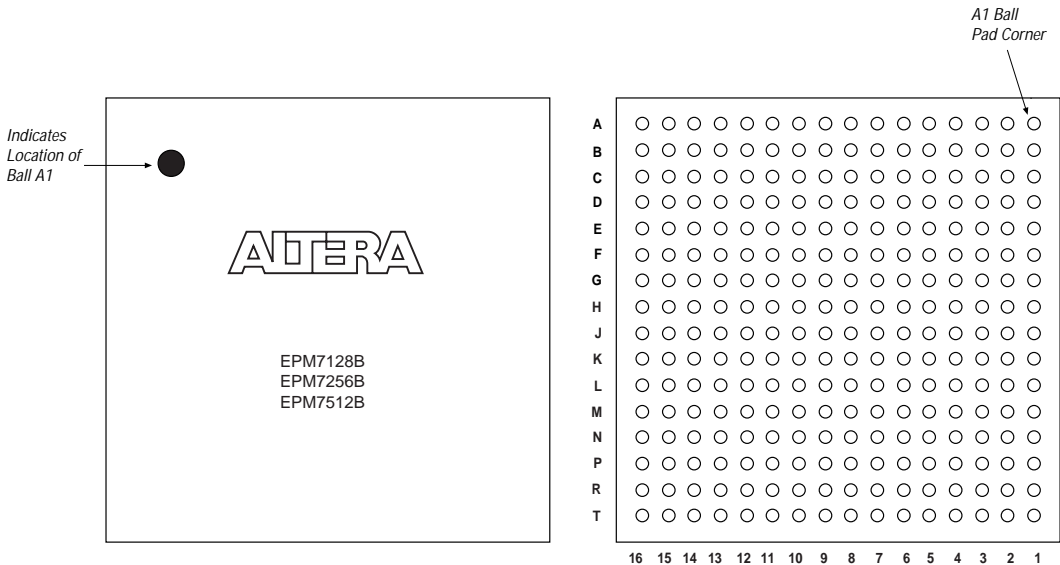 A1 Ball
Pad Corner
Indicates
Location of
Ball A1
ALTERA
EPM7128B
EPM7256B
EPM7512B
A
B
C
D
E
F
G
H
J
K
L
M
N
P
R
T
16 15 14 13 12 11 10 9 8 7 6 5 4 3 2 1